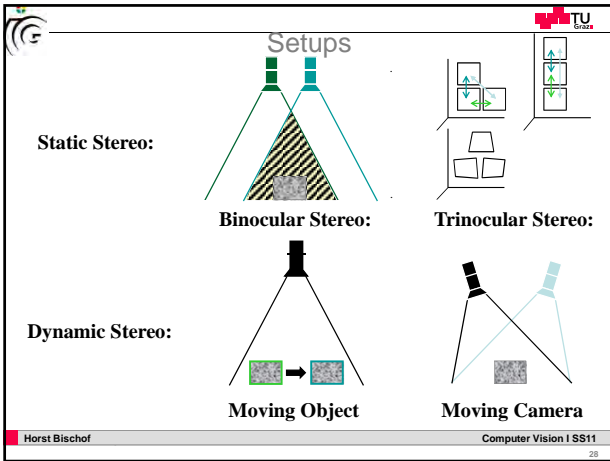 TU
Graz
Setups
Static Stereo:
Binocular Stereo:
Trinocular Stereo:
Dynamic Stereo:
Moving Object
Moving Camera
Horst Bischof
Computer Vision I SS11
28